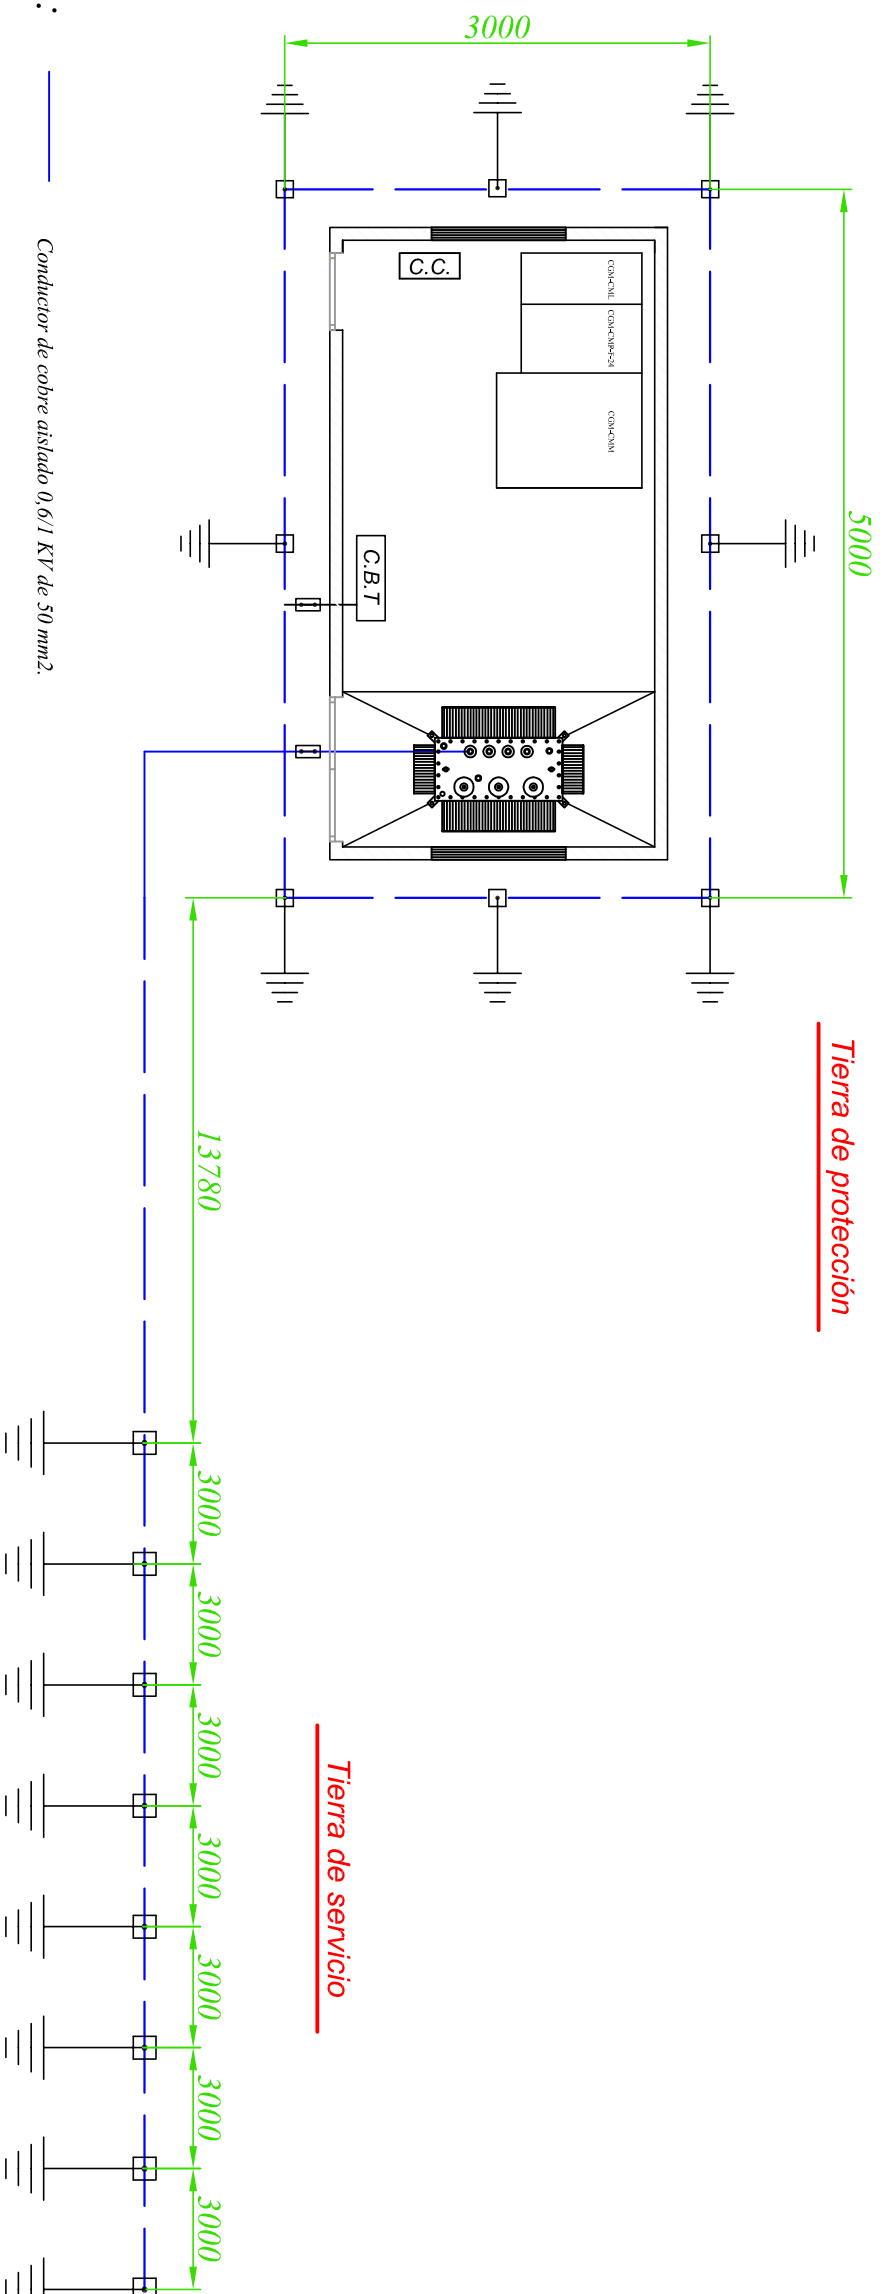 3000
5000
C.C.
CGM-CML
CGM-CMP-F-24
CGM-CMM
C.B.T
Tierra de protección
13780
3000
3000
3000
3000
3000
3000
3000
Tierra de servicio
Conductor de cobre aislado 0,6/1 KV de 50 mm2.